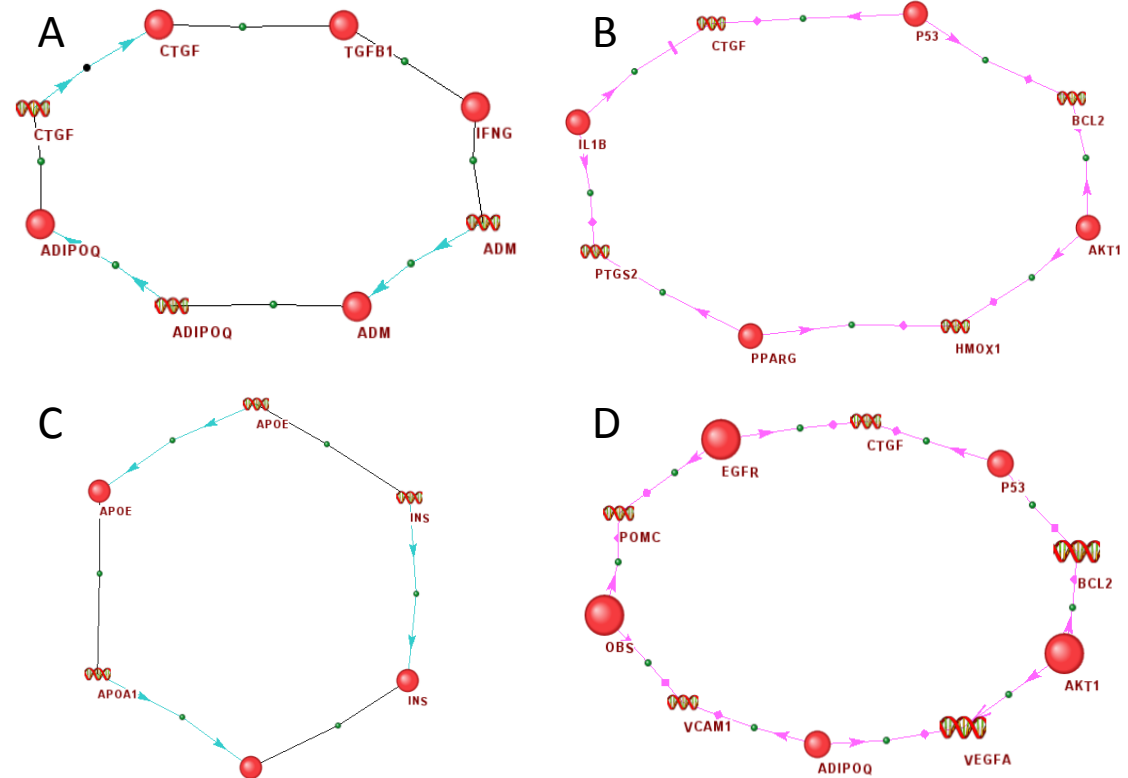 A
CTGF
TGFB1
IFNG
CTGF
ADIPOQ
ADM
ADIPOQ
ADM
B
CTGF
P53
BCL2
IL1B
AKT1
PTGS2
PPARG
HMOX1
C
APOE
APOE
INS
APOA1
INS
D
CTGF
EGFR
P53
POMC
BCL2
OBS
AKT1
VCAM1
ADIPOQ
VEGFA